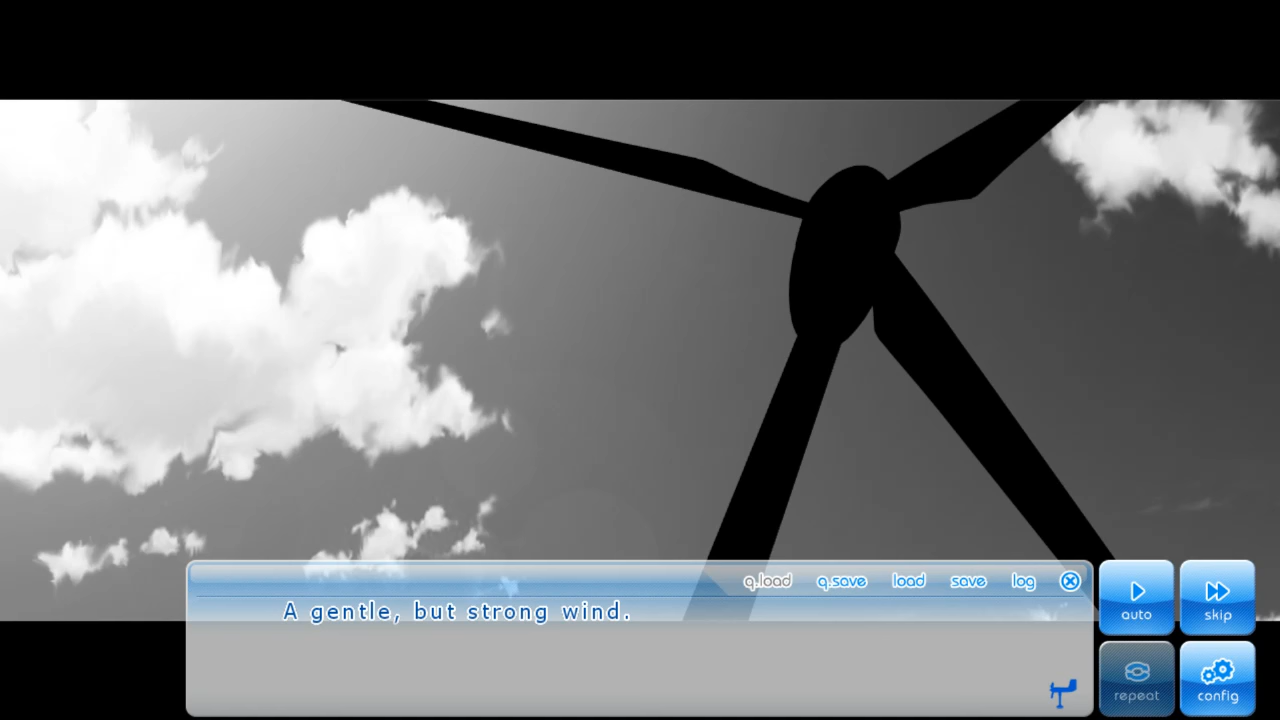 q.load q.save load save log
A gentle, but strong wind.
auto skip
repeat config